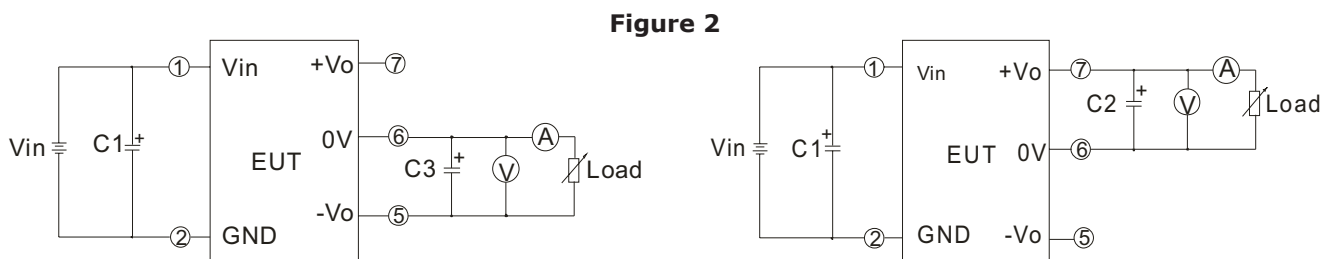 Figure 2
1 Vin +Vo 7
Vin C1 + 0V 6 A
EUT C3 + V Load
2 GND -Vo 5
1 Vin +Vo 7 A
C2 + V Load
Vin C1 + EUT 0V 6
2 GND -Vo 5